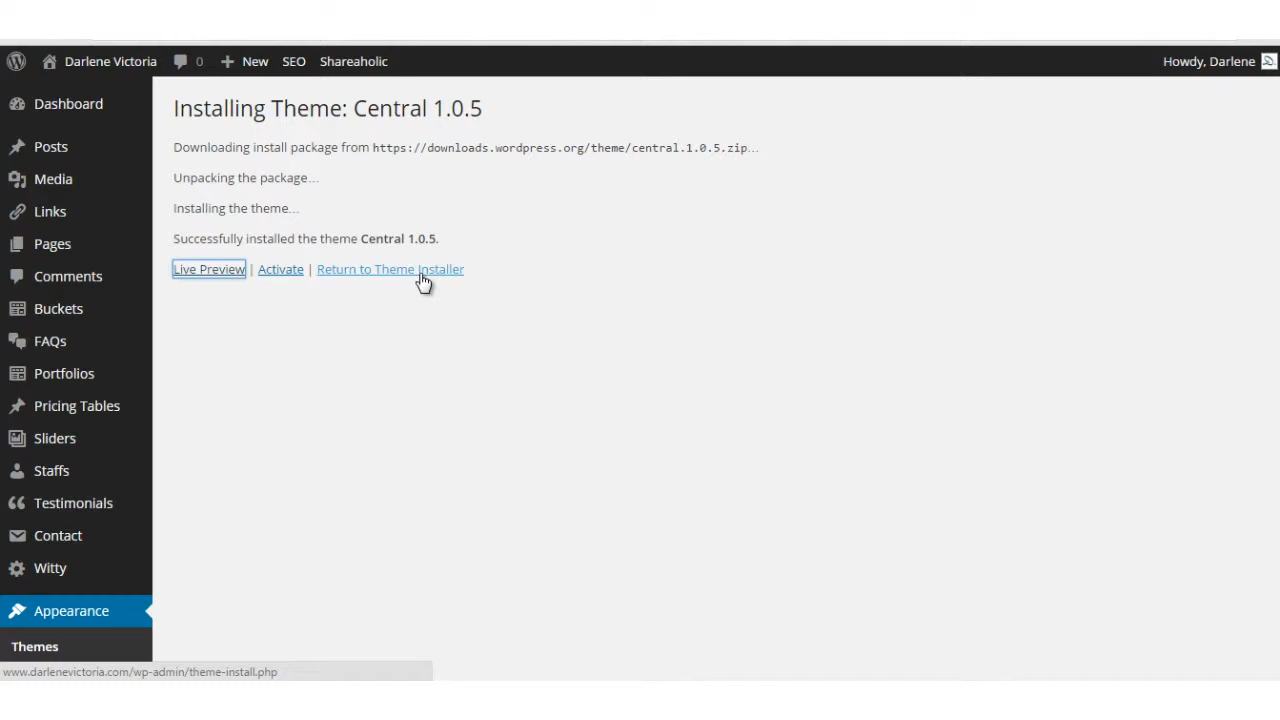 Darlene Victoria 0 New SEO Shareaholic Howdy, Darlene
Dashboard
Posts
Media
Links
Pages
Comments
Buckets
FAQs
Portfolios
Pricing Tables
Sliders
Staffs
Testimonials
Contact
Witty
Appearance
Themes
Installing Theme: Central 1.0.5
Downloading install package from https://downloads.wordpress.org/theme/central.1.0.5.zip…
Unpacking the package…
Installing the theme…
Successfully installed the theme Central 1.0.5.
Live Preview | Activate | Return to Theme Installer
www.darlenevictoria.com/wp-admin/theme-install.php